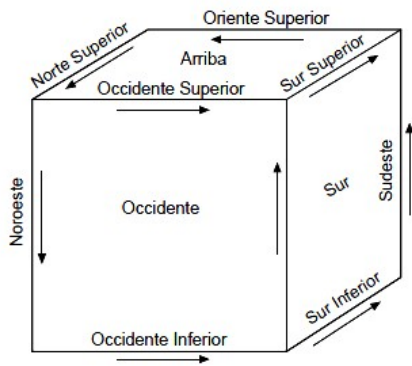 Oriente Superior
Norte Superior
Arriba
Sur Superior
Occidente Superior
Noroeste
Occidente
Sur
Sudeste
Sur Inferior
Occidente Inferior